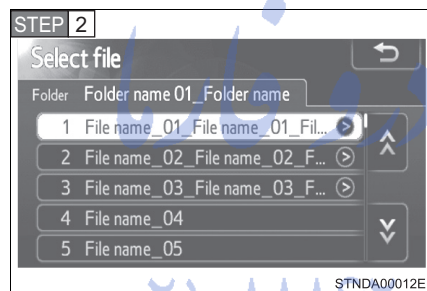 STEP 2
Select file
Folder Folder name 01_Folder name
1 File name_01_File name_01_Fil...
2 File name_02_File name_02_F...
3 File name_03_File name_03_F...
4 File name_04
5 File name_05
STNDA00012E